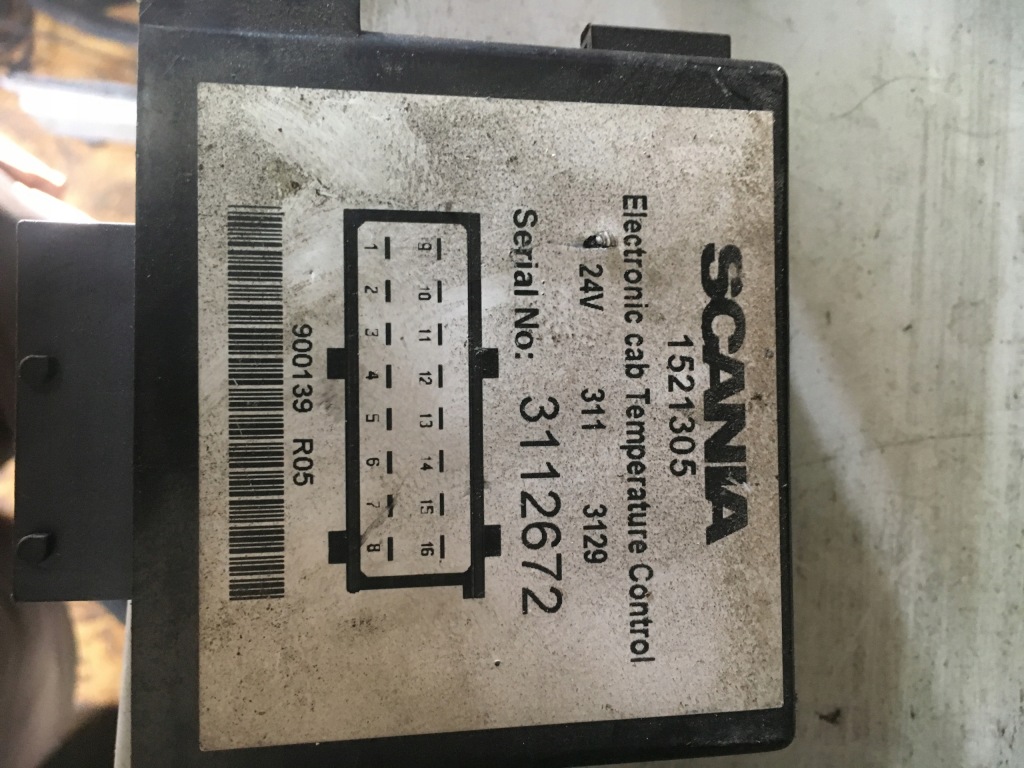 SCANIA
1521305
Electronic cab Temperature Control
24V 311 3129
Serial No: 3112672
9 10 11 12 13 14 15 16
1 2 3 4 5 6 7 8
900139 R05